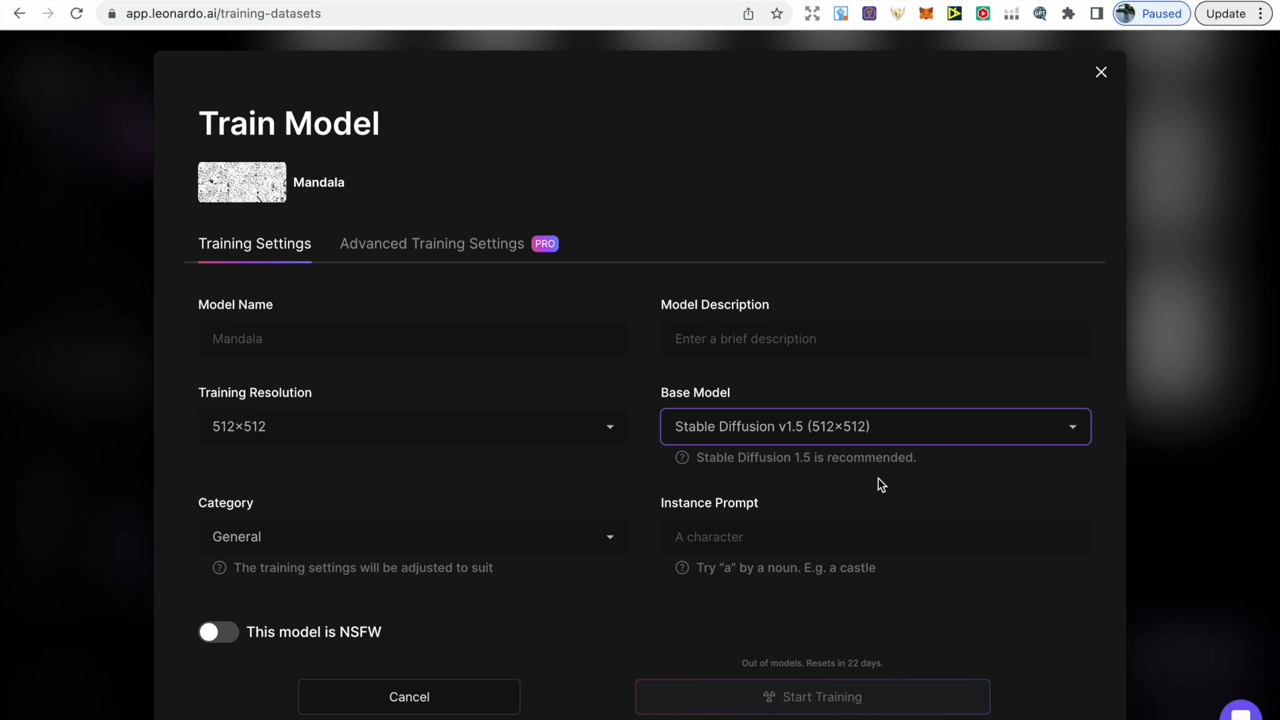 app.leonardo.ai/training-datasets
GPT
Paused
Update
Train Model
Mandala
Training Settings
Advanced Training Settings PRO
Model Name
Model Description
Mandala
Enter a brief description
Training Resolution
Base Model
512×512
Stable Diffusion v1.5 (512×512)
Stable Diffusion 1.5 is recommended.
Category
Instance Prompt
General
A character
The training settings will be adjusted to suit
Try “a” by a noun. E.g. a castle
This model is NSFW
Out of models. Resets in 22 days.
Cancel
Start Training